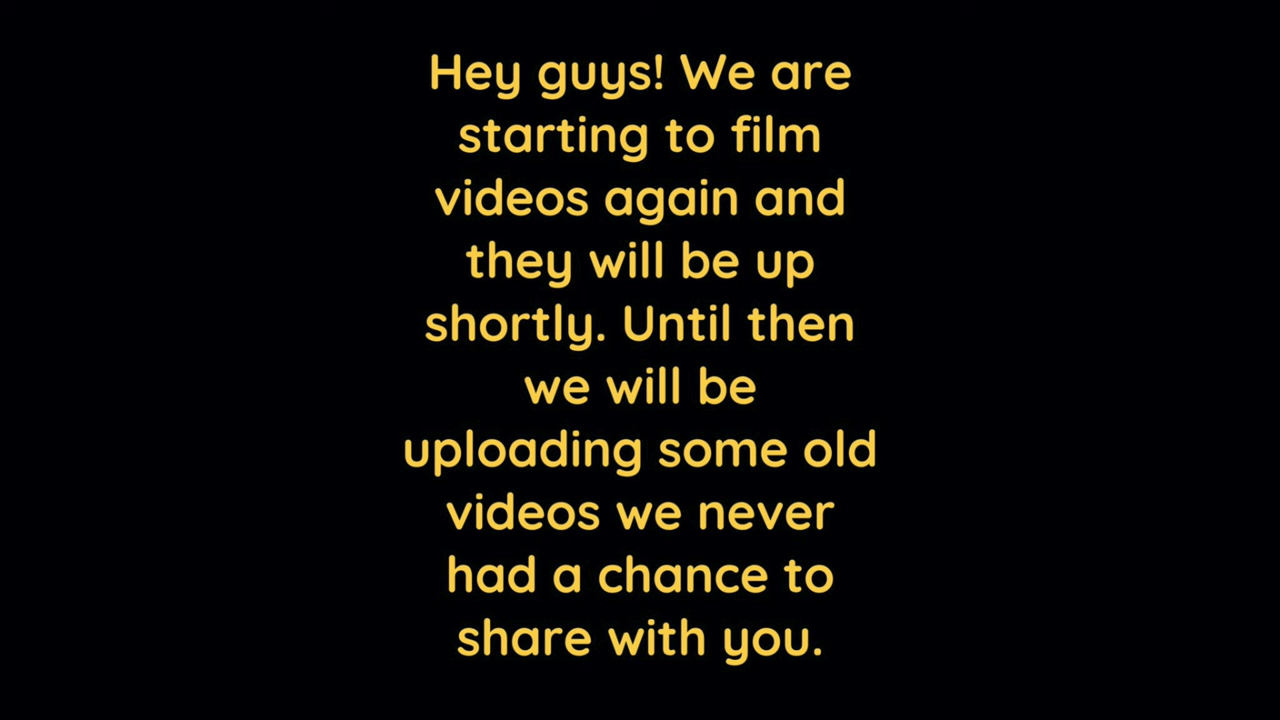 Hey guys! We are
starting to film
videos again and
they will be up
shortly. Until then
we will be
uploading some old
videos we never
had a chance to
share with you.